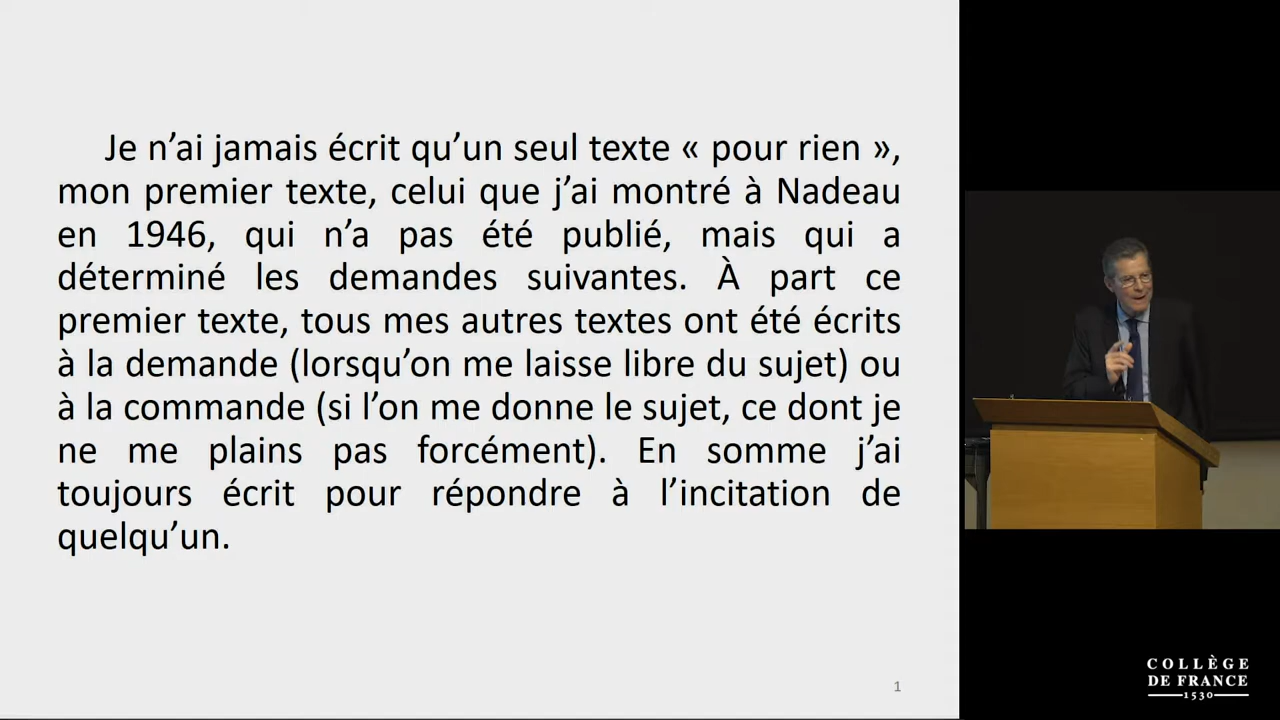 Je n’ai jamais écrit qu’un seul texte « pour rien »,
mon premier texte, celui que j’ai montré à Nadeau
en 1946, qui n’a pas été publié, mais qui a
déterminé les demandes suivantes. À part ce
premier texte, tous mes autres textes ont été écrits
à la demande (lorsqu’on me laisse libre du sujet) ou
à la commande (si l’on me donne le sujet, ce dont je
ne me plains pas forcément). En somme j’ai
toujours écrit pour répondre à l’incitation de
quelqu’un.
1
COLLÈGE
DE FRANCE
1530